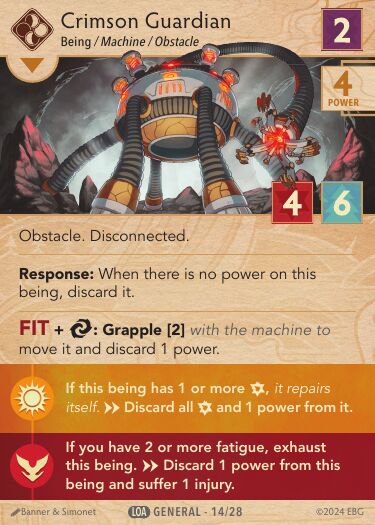 Crimson Guardian
2
Being / Machine / Obstacle
4
POWER
4
6
Obstacle. Disconnected.
Response: When there is no power on this
being, discard it.
FIT + : Grapple [2] with the machine to
move it and discard 1 power.
If this being has 1 or more , it repairs
itself. Discard all and 1 power from it.
If you have 2 or more fatigue, exhaust
this being. Discard 1 power from this
being and suffer 1 injury.
Banner & Simonet LOA GENERAL - 14/28 ©2024 EBG